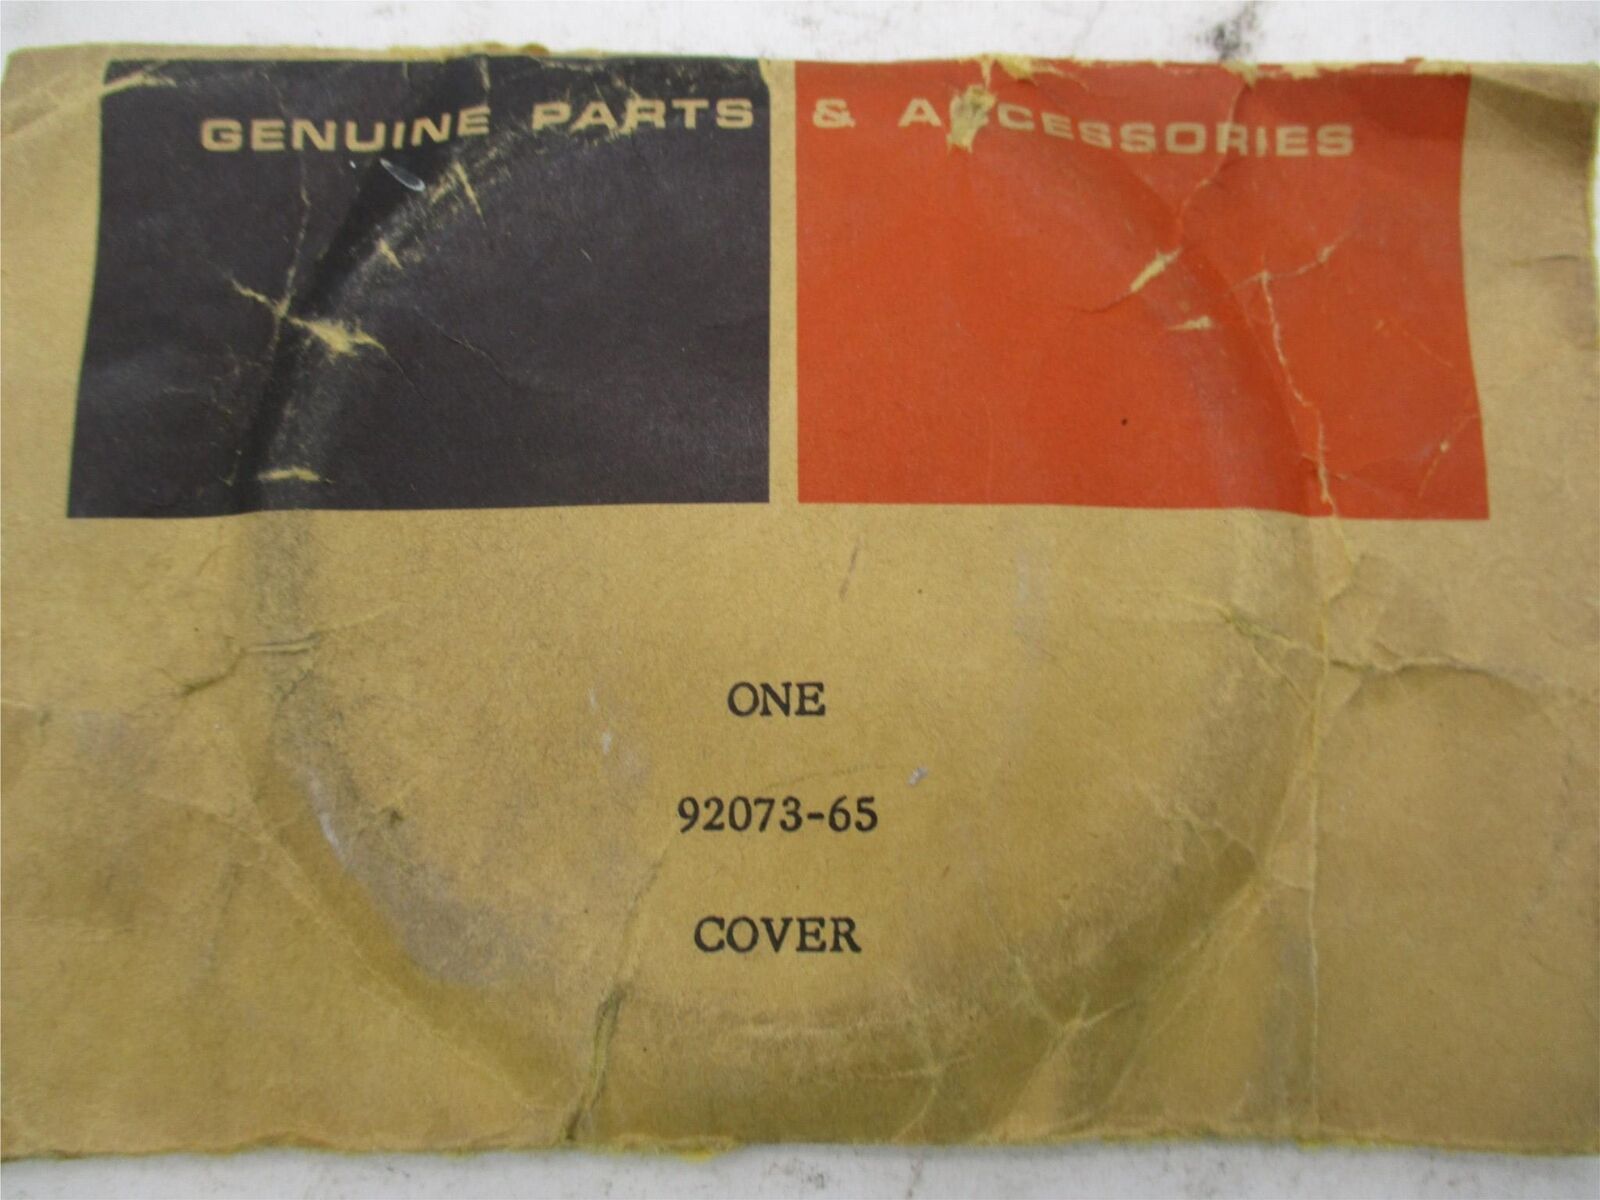 GENUINE PARTS & ACCESSORIES
ONE
92073-65
COVER